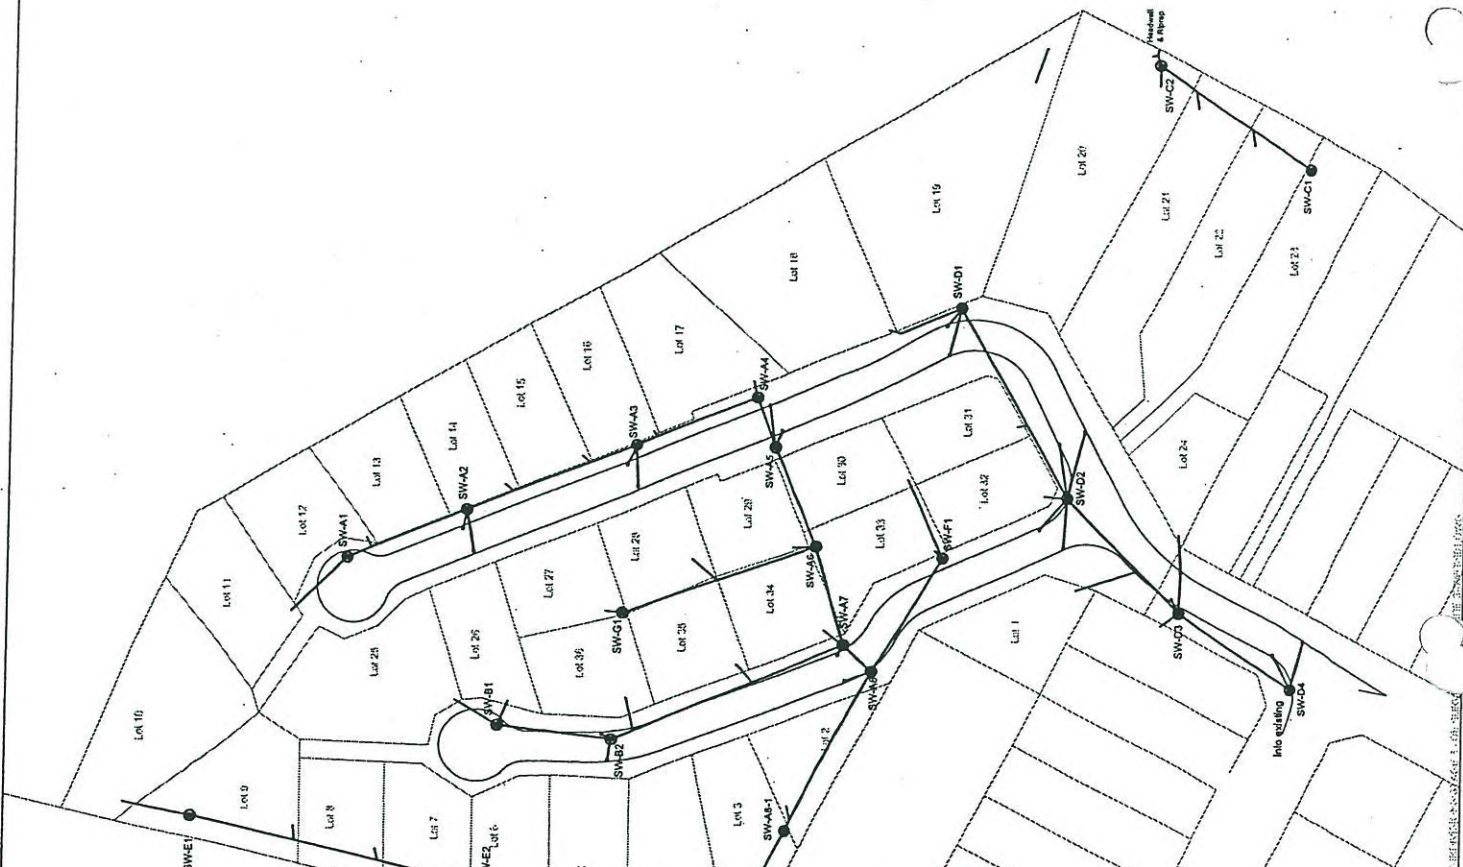 Headwall
& Riprap
SW-C2
Lot 20
Lot 21
Lot 22
Lot 23
SW-C1
Lot 19
Lot 18
SW-D1
Lot 17
Lot 16
Lot 15
Lot 14
Lot 13
Lot 12
Lot 11
Lot 10
SW-A1
SW-A2
SW-A3
SW-A4
SW-A5
Lot 31
Lot 30
Lot 32
Lot 33
Lot 24
SW-D2
SW-F1
Lot 29
Lot 28
Lot 27
Lot 26
Lot 25
SW-A6
SW-A7
Lot 34
Lot 35
Lot 36
SW-G1
SW-B1
SW-B2
SW-A8
Lot 1
SW-D3
SW-D4
Into existing
Lot 2
Lot 3
SW-A8-1
Lot 9
Lot 8
Lot 7
Lot 6
SW-E1
W-E2